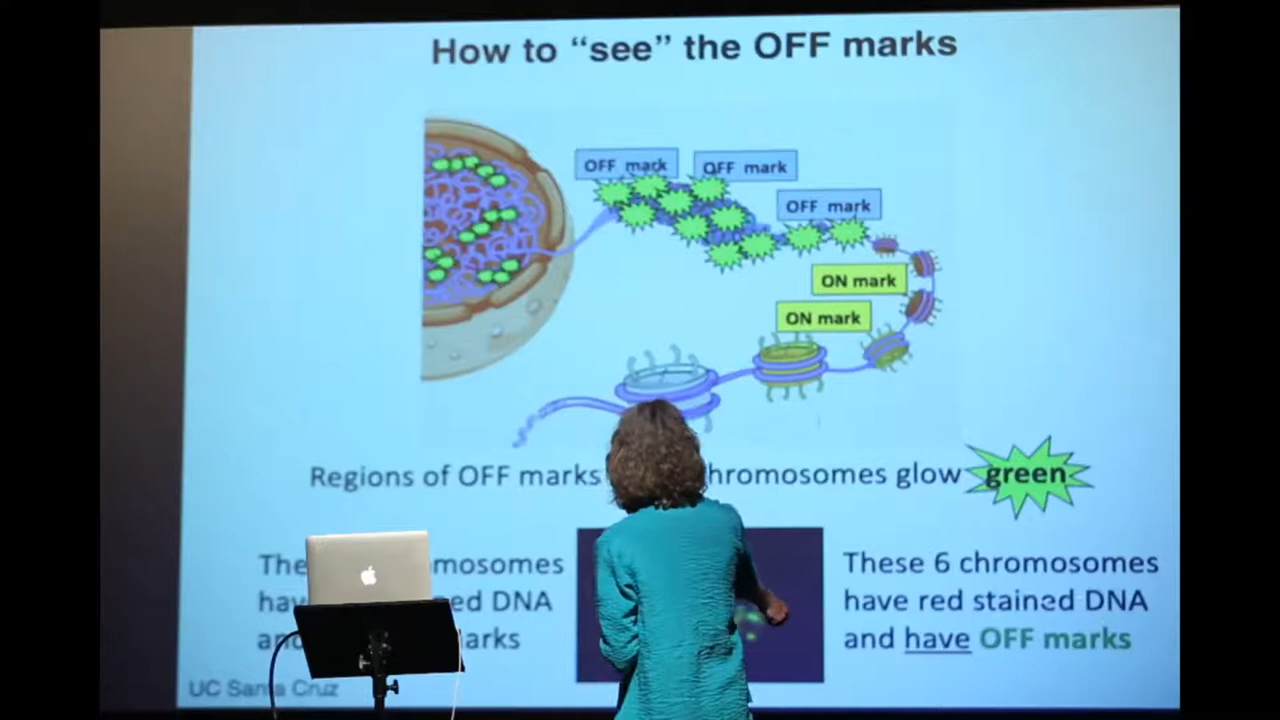 How to “see” the OFF marks
OFF mark
OFF mark
OFF mark
ON mark
ON mark
Regions of OFF marks hromosomes glow green
The mosomes
hav ed DNA
and arks
These 6 chromosomes
have red stained DNA
and have OFF marks
UC Santa Cruz